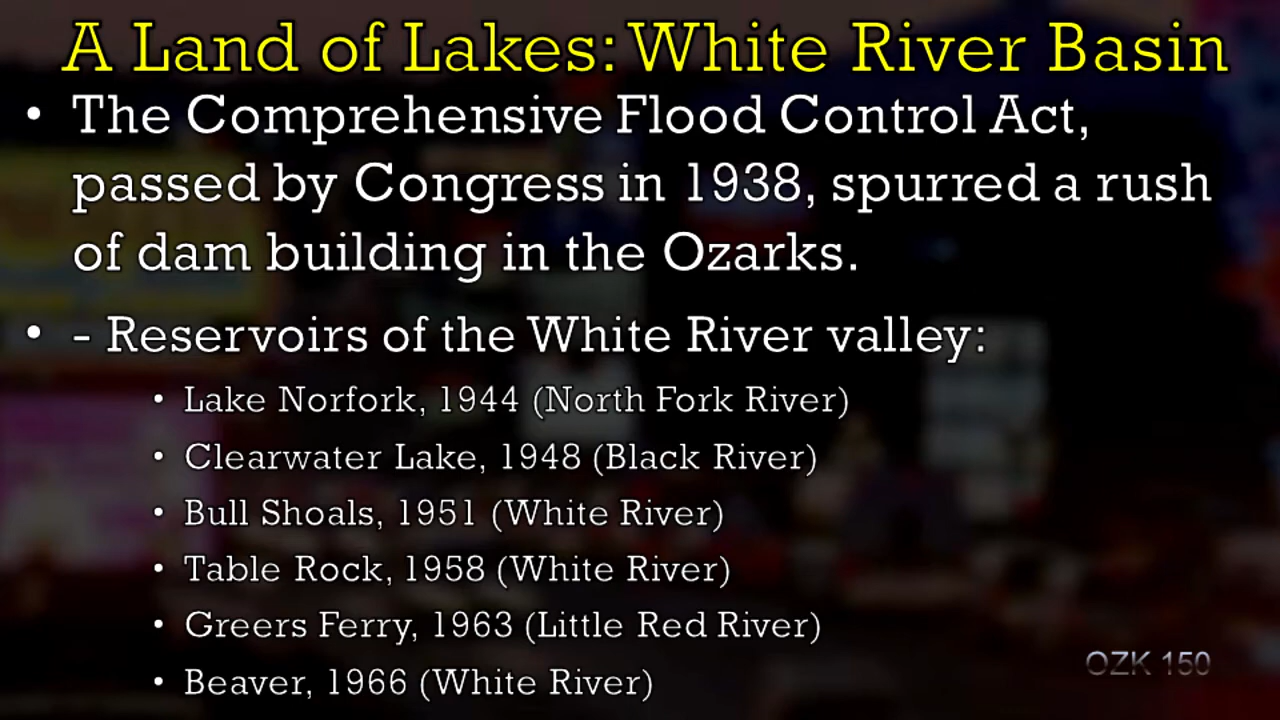 A Land of Lakes: White River Basin
• The Comprehensive Flood Control Act,
passed by Congress in 1938, spurred a rush
of dam building in the Ozarks.
• - Reservoirs of the White River valley:
• Lake Norfork, 1944 (North Fork River)
• Clearwater Lake, 1948 (Black River)
• Bull Shoals, 1951 (White River)
• Table Rock, 1958 (White River)
• Greers Ferry, 1963 (Little Red River)
• Beaver, 1966 (White River)
OZK 150